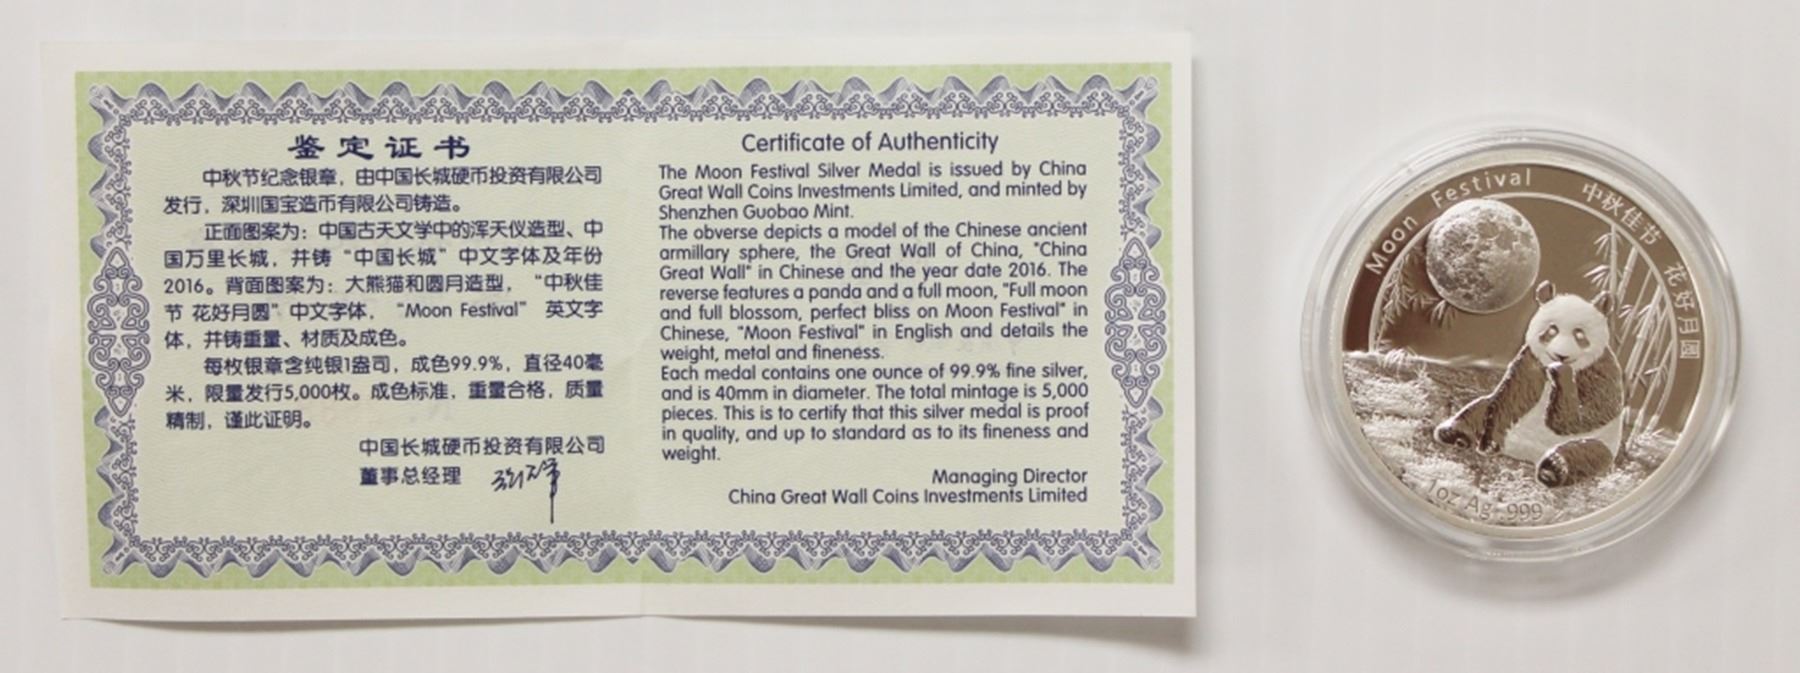 鉴定证书
中秋节纪念银章，由中国长城硬币投资有限公司
发行，深圳国宝造币有限公司铸造。
正面图案为：中国古天文学中的浑天仪造型、中
国万里长城，并铸“中国长城”中文字体及年份
2016。背面图案为：大熊猫和圆月造型，“中秋佳
节 花好月圆”中文字体，“Moon Festival”英文字
体，并铸重量、材质及成色。
每枚银章含纯银1盎司，成色99.9%，直径40毫
米，限量发行5,000枚。成色标准，重量合格，质量
精制，谨此证明。
中国长城硬币投资有限公司
董事总经理
Certificate of Authenticity
The Moon Festival Silver Medal is issued by China
Great Wall Coins Investments Limited, and minted by
Shenzhen Guobao Mint.
The obverse depicts a model of the Chinese ancient
armillary sphere, the Great Wall of China, "China
Great Wall" in Chinese and the year date 2016. The
reverse features a panda and a full moon, "Full moon
and full blossom, perfect bliss on Moon Festival" in
Chinese, "Moon Festival" in English and details the
weight, metal and fineness.
Each medal contains one ounce of 99.9% fine silver,
and is 40mm in diameter. The total mintage is 5,000
pieces. This is to certify that this silver medal is proof
in quality, and up to standard as to its fineness and
weight.
Managing Director
China Great Wall Coins Investments Limited
Moon Festival
中秋佳节 花好月圆
1oz Ag .999